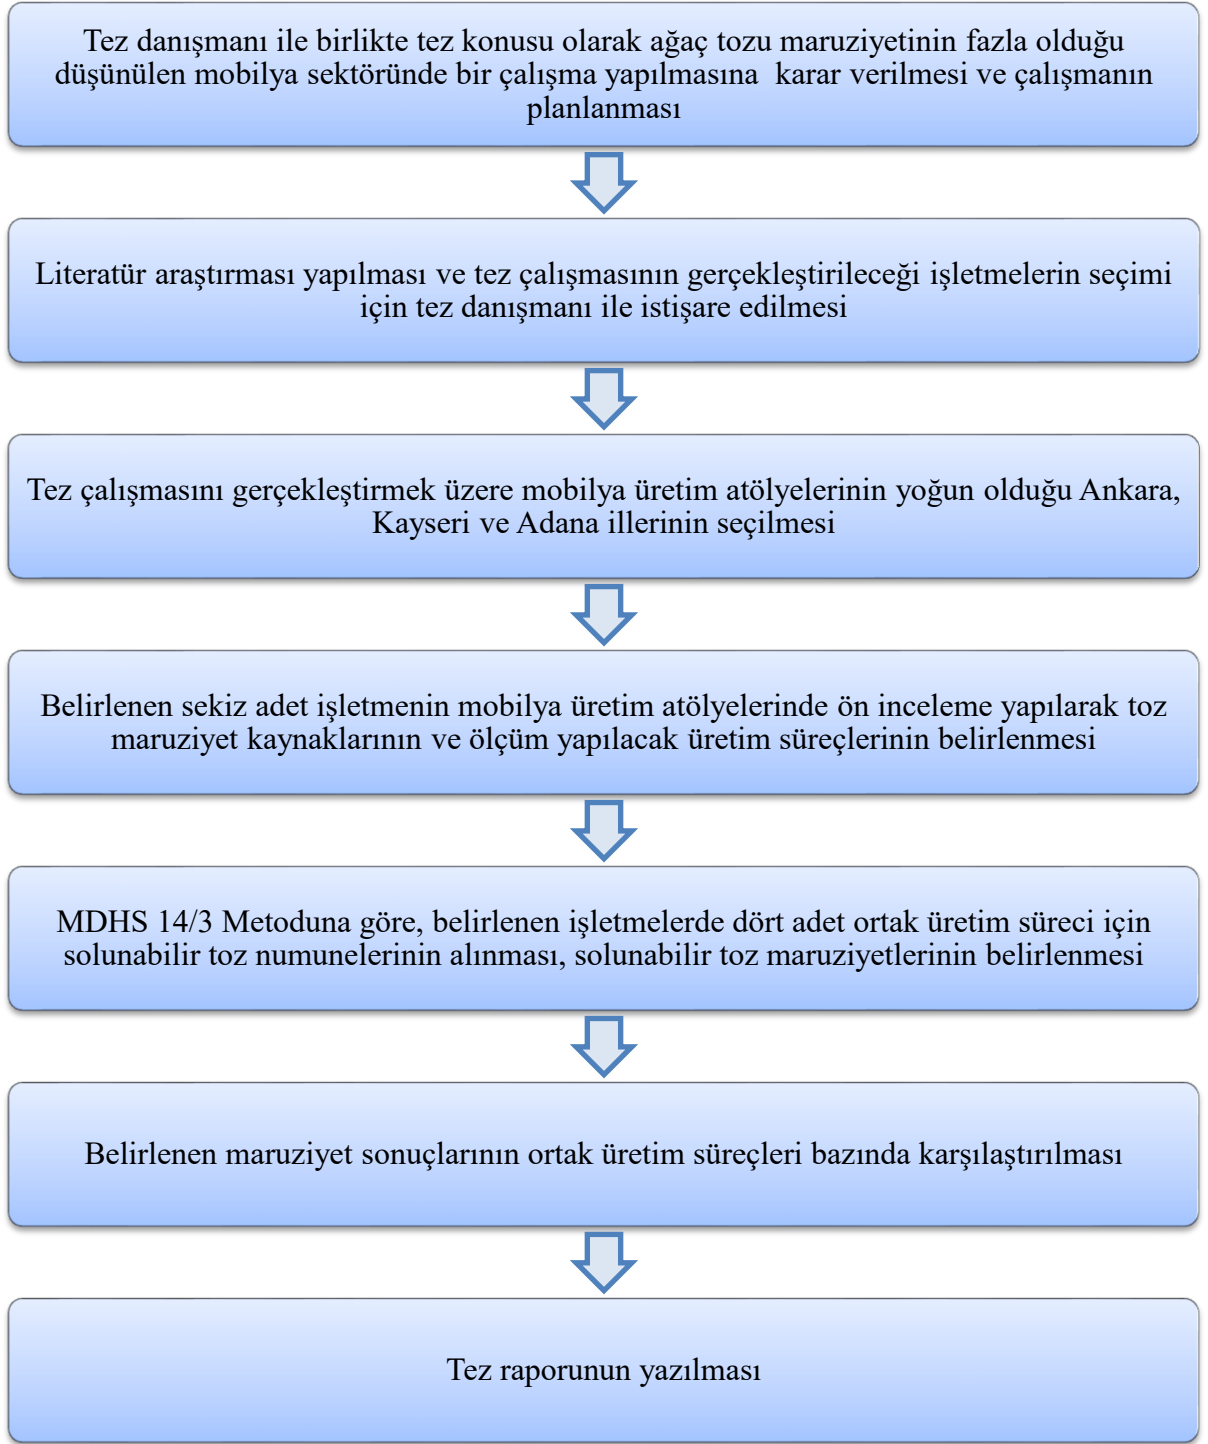 Tez danışmanı ile birlikte tez konusu olarak ağaç tozu maruziyetinin fazla olduğu
düşünülen mobilya sektöründe bir çalışma yapılmasına  karar verilmesi ve çalışmanın
planlanması
Literatür araştırması yapılması ve tez çalışmasının gerçekleştirileceği işletmelerin seçimi
için tez danışmanı ile istişare edilmesi
Tez çalışmasını gerçekleştirmek üzere mobilya üretim atölyelerinin yoğun olduğu Ankara,
Kayseri ve Adana illerinin seçilmesi
Belirlenen sekiz adet işletmenin mobilya üretim atölyelerinde ön inceleme yapılarak toz
maruziyet kaynaklarının ve ölçüm yapılacak üretim süreçlerinin belirlenmesi
MDHS 14/3 Metoduna göre, belirlenen işletmelerde dört adet ortak üretim süreci için
solunabilir toz numunelerinin alınması, solunabilir toz maruziyetlerinin belirlenmesi
Belirlenen maruziyet sonuçlarının ortak üretim süreçleri bazında karşılaştırılması
Tez raporunun yazılması